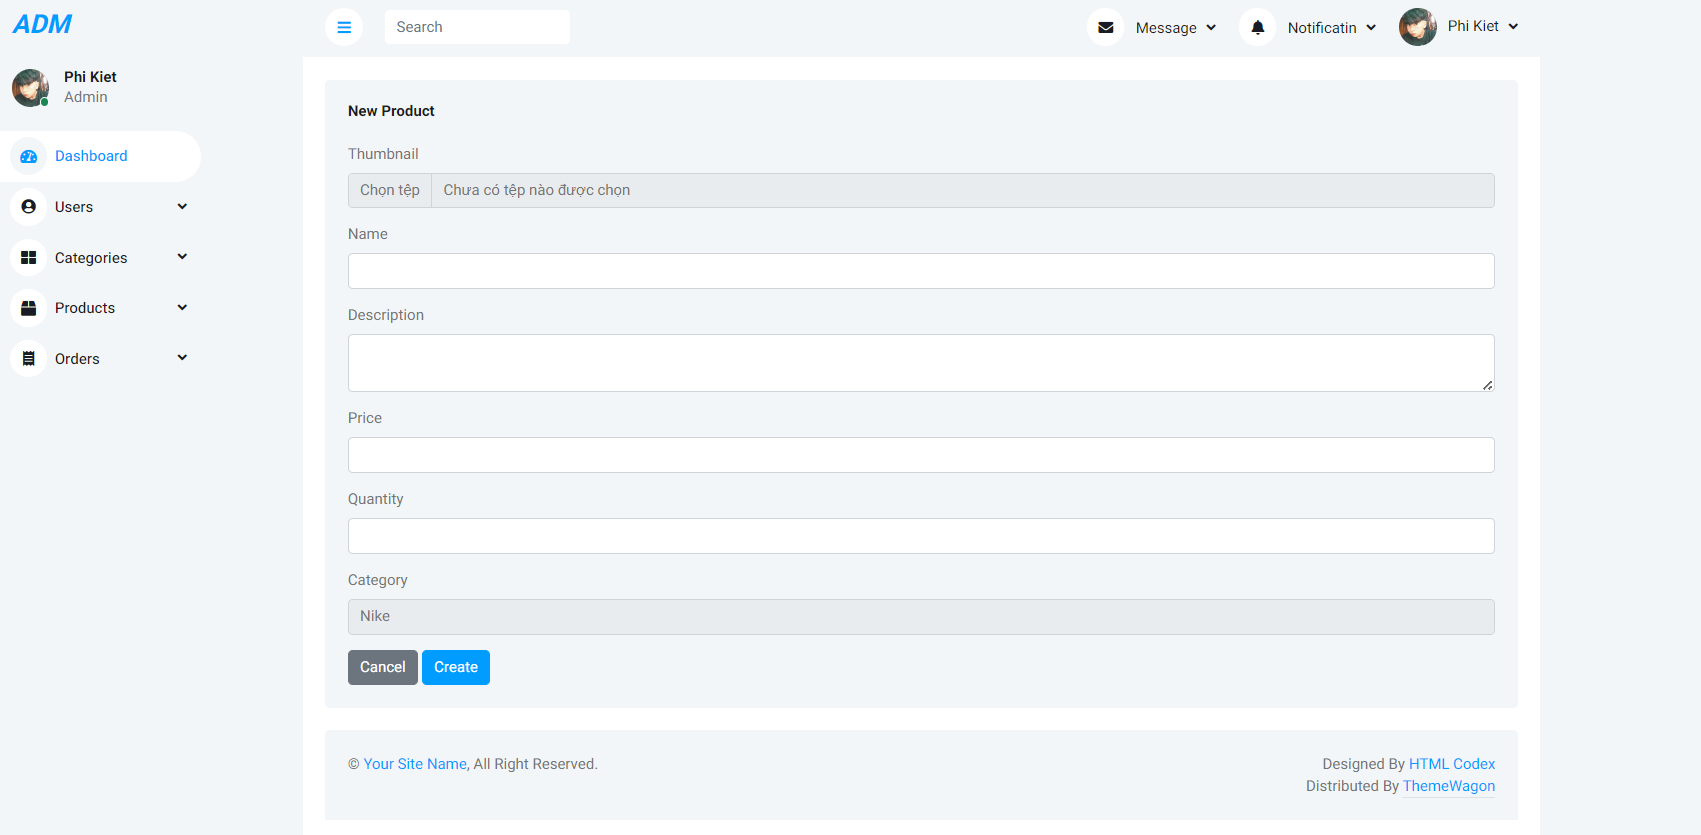 ADM
Search
Message
Notificatin
Phi Kiet
Phi Kiet
Admin
Dashboard
Users
Categories
Products
Orders
New Product
Thumbnail
Chọn tệp Chưa có tệp nào được chọn
Name
Description
Price
Quantity
Category
Nike
Cancel Create
© Your Site Name, All Right Reserved.
Designed By HTML Codex
Distributed By ThemeWagon